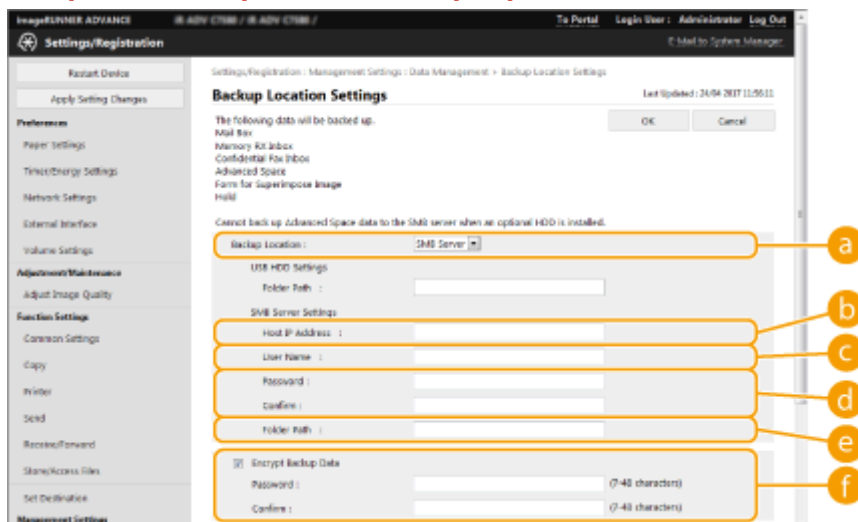 imageRUNNER ADVANCE
To Portal Login User : Administrator Log Out
Settings/Registration
E-Mail to System Manager
Restart Device
Apply Setting Changes
Preferences
Paper Settings
Timer/Energy Settings
Network Settings
External Interface
Volume Settings
Adjustment/Maintenance
Adjust Image Quality
Function Settings
Common Settings
Copy
Printer
Send
Receive/Forward
Store/Access Files
Set Destination
Management Settings
Settings/Registration : Management Settings : Data Management > Backup Location Settings
Backup Location Settings
Last Updated : 24/04 2017 11:56:11
The following data will be backed up.
OK Cancel
Mail Box
Memory RX Inbox
Confidential Fax Inbox
Advanced Space
Form for Superimpose Image
Hold
Cannot back up Advanced Space data to the SMB server when an optional HDD is installed.
Backup Location : SMB Server
a
USB HDD Settings
Folder Path :
SMB Server Settings
Host IP Address :
b
User Name :
c
Password :
Confirm :
d
Folder Path :
e
Encrypt Backup Data
Password : (7-48 characters)
f
Confirm : (7-48 characters)